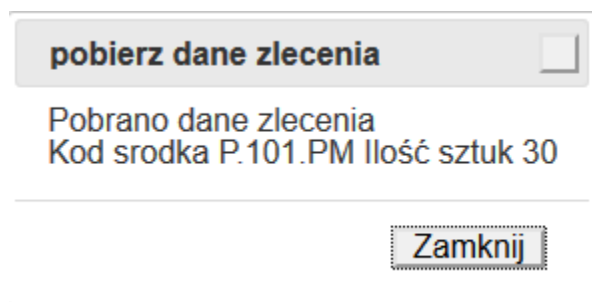 pobierz dane zlecenia
Pobrano dane zlecenia
Kod srodka P.101.PM Ilość sztuk 30
Zamknij